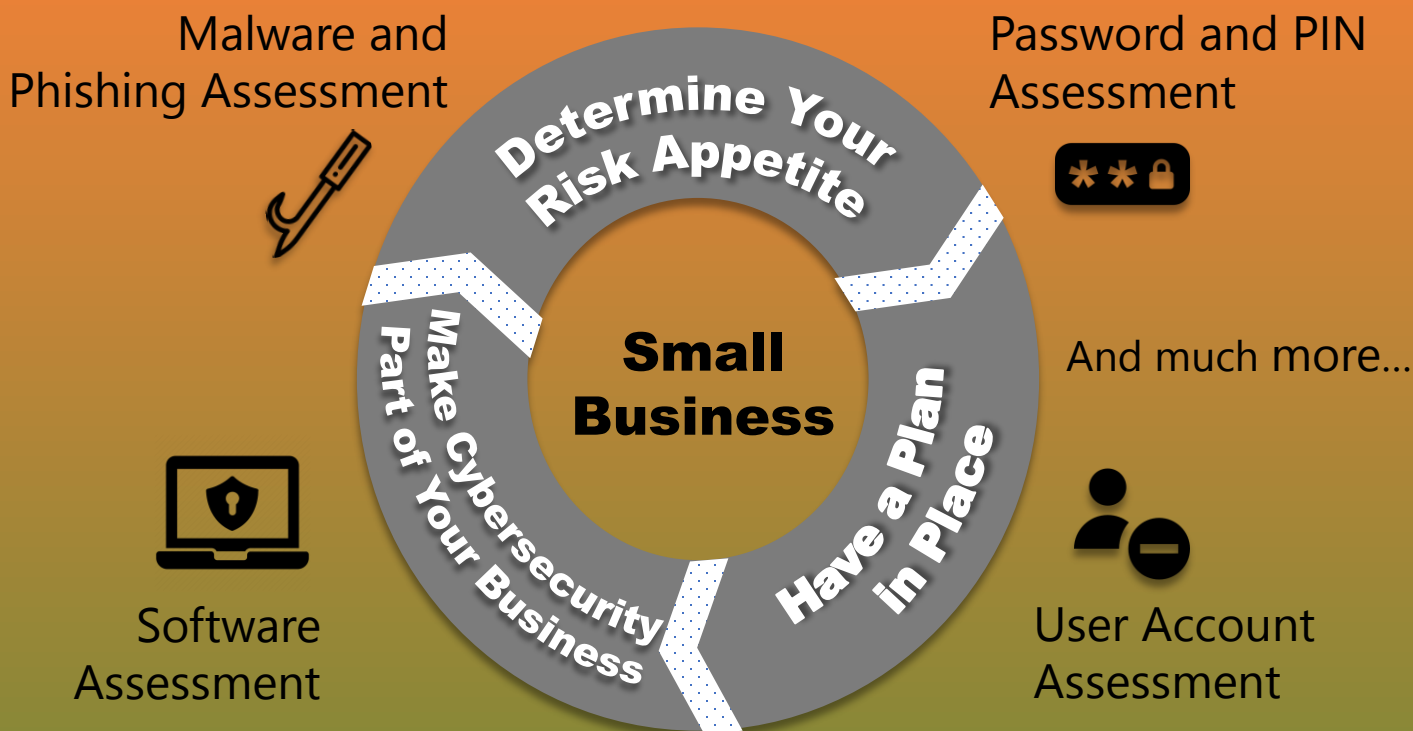 Malware and
Phishing Assessment
Password and PIN
Assessment
Determine Your
Risk Appetite
Small
Business
And much more...
Have a Plan
in Place
Make Cybersecurity
Part of Your Business
Software
Assessment
User Account
Assessment